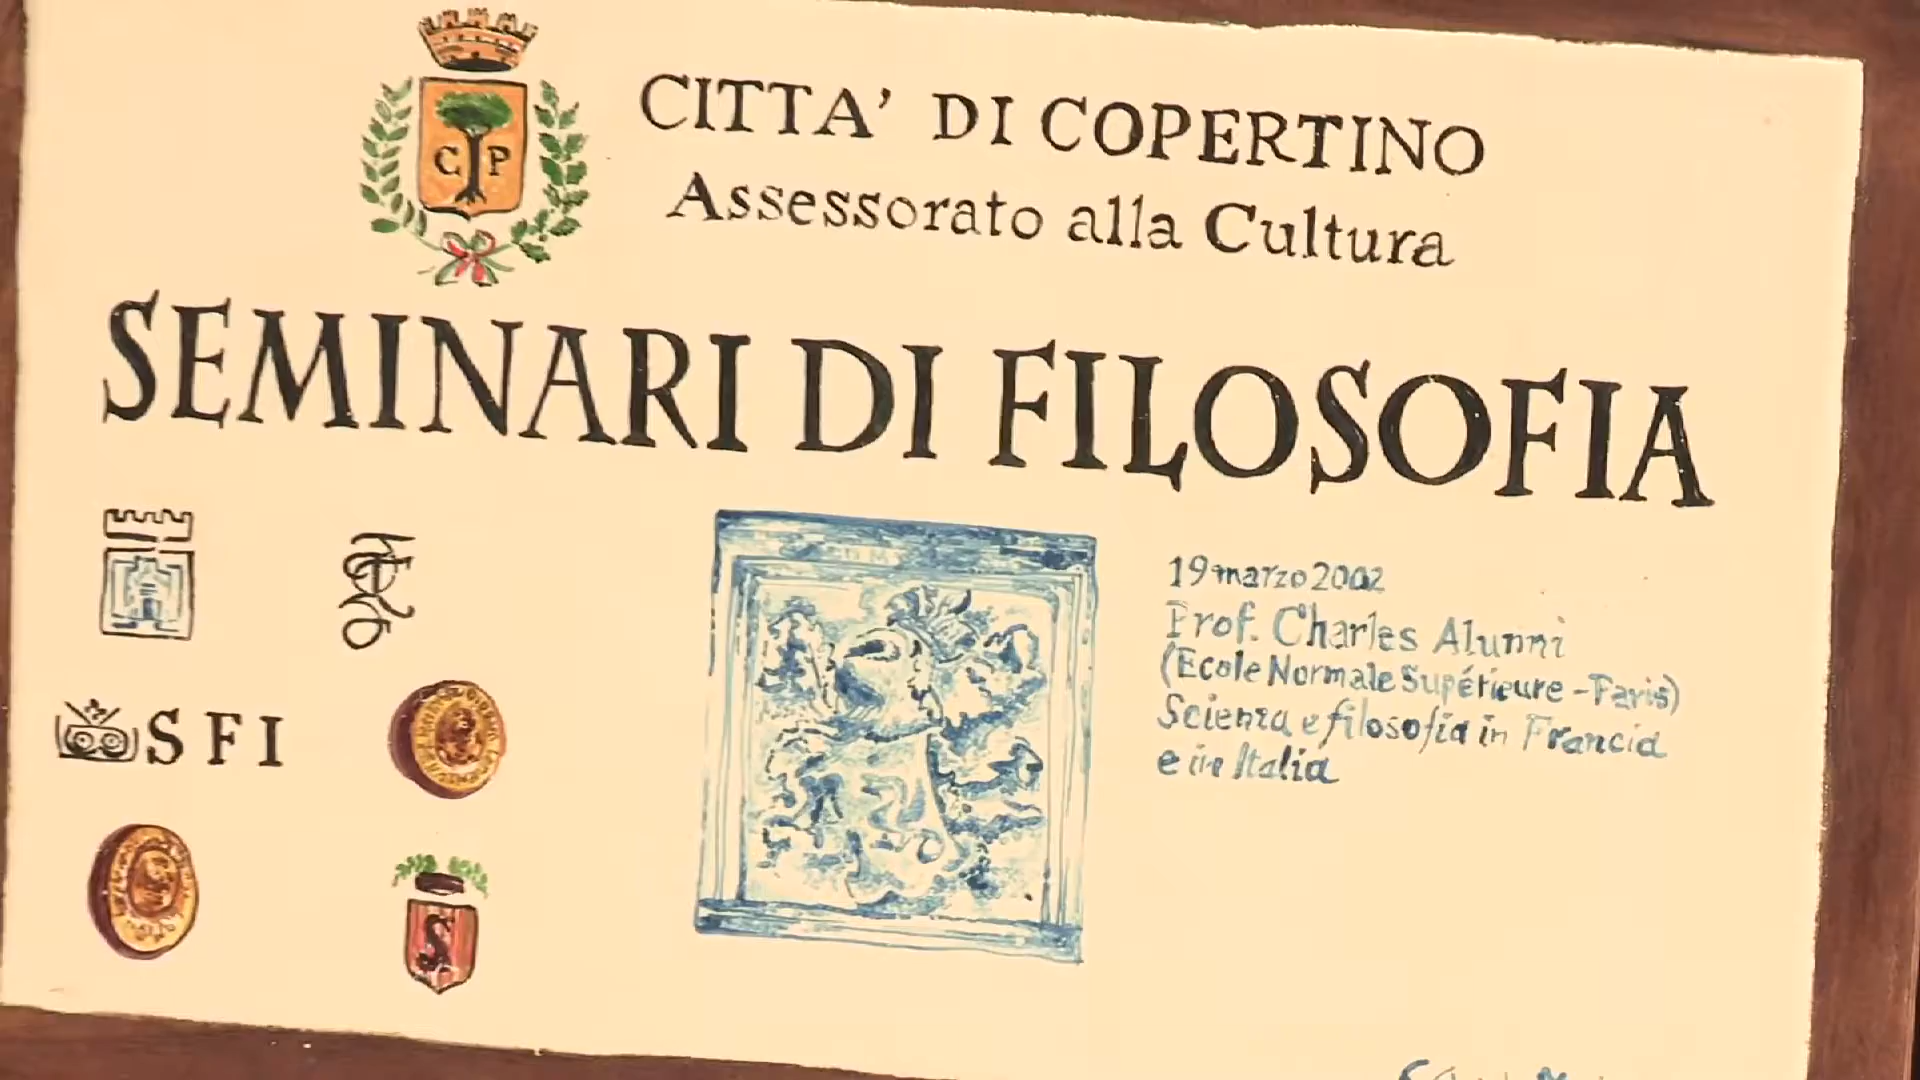 C P
CITTA' DI COPERTINO
Assessorato alla Cultura
SEMINARI DI FILOSOFIA
19 marzo 2002
Prof. Charles Alunni
(Ecole Normale Supérieure - Paris)
Scienza e filosofia in Francia
e in Italia
SFI
S